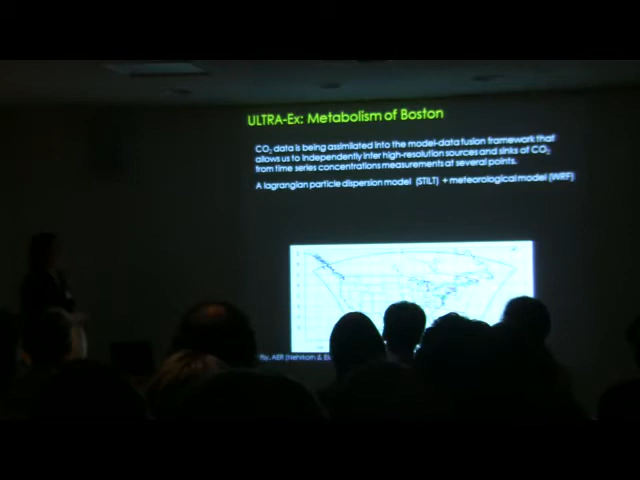 ULTRA-Ex: Metabolism of Boston
CO2 data is being assimilated into the model-data fusion framework that
allows us to independently infer high-resolution sources and sinks of CO2
from time series concentrations measurements at several points.
A lagrangian particle dispersion model (STILT) + meteorological model (WRF)
AER (Nehrkorn &